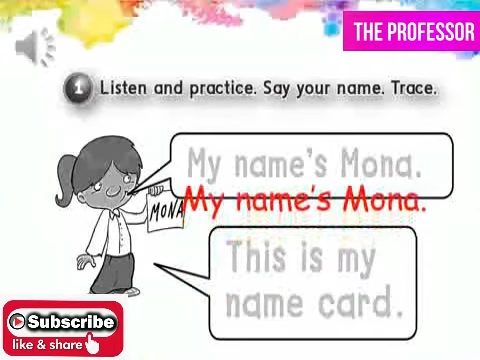 THE PROFESSOR
1 Listen and practice. Say your name. Trace.
My name's Mona.
MONA
My name's Mona.
This is my
name card.
Subscribe
like & share